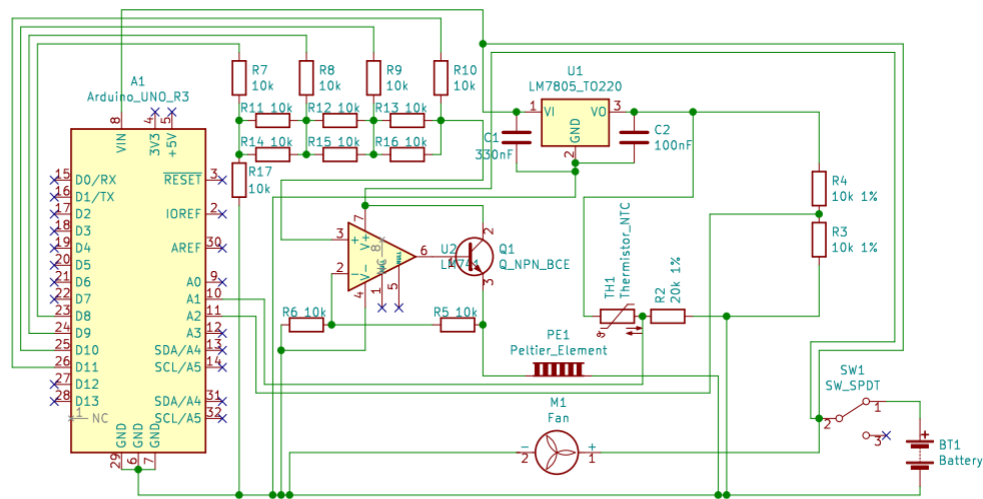 A1
Arduino_UNO_R3
8
VIN
4
3V3
5
+5V
15 D0/RX
16 D1/TX
17 D2
18 D3
19 D4
20 D5
21 D6
22 D7
23 D8
24 D9
25 D10
26 D11
27 D12
28 D13
1 NC
RESET 3
IOREF 2
AREF 30
A0 9
A1 10
A2 11
A3 12
SDA/A4 13
SCL/A5 14
SDA/A4 31
SCL/A5 32
GND GND GND
29 6 7
R7
10k
R8
10k
R9
10k
R10
10k
R11 10k
R12 10k
R13 10k
R14 10k
R15 10k
R16 10k
R17
10k
U1
LM7805_TO220
1 VI
VO 3
GND
2
C1
330nF
C2
100nF
R4
10k 1%
R3
10k 1%
U2
LM741
3 +
2 -
7
V+
V-
4
NC 8
NULL
NULL
1
5
6
Q1
Q_NPN_BCE
2
1
3
R6 10k
R5 10k
TH1
Thermistor_NTC
R2
20k 1%
PE1
Peltier_Element
M1
Fan
-
2
+
1
SW1
SW_SPDT
1
2
3
+
BT1
Battery